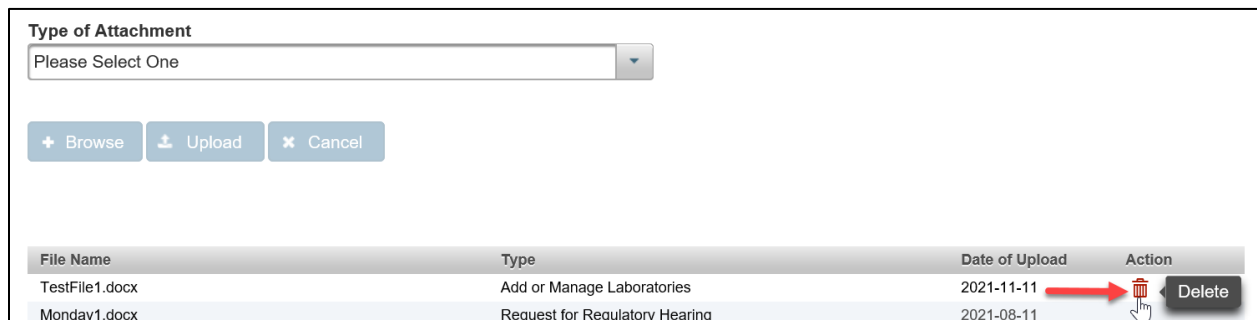 Type of Attachment
Please Select One
Browse Upload Cancel
File Name Type Date of Upload Action
TestFile1.docx Add or Manage Laboratories 2021-11-11 Delete
Monday1.docx Request for Regulatory Hearing 2021-08-11